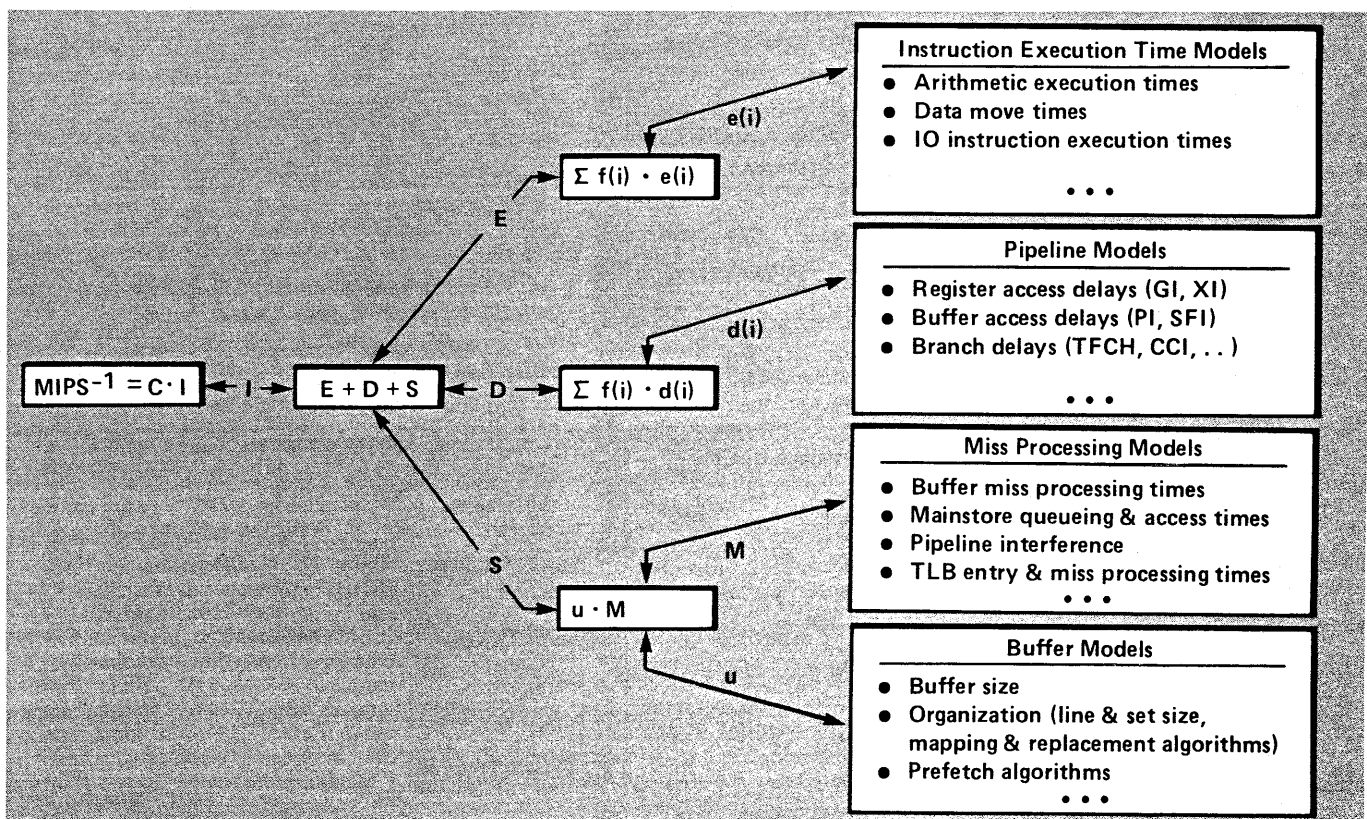 Instruction Execution Time Models
● Arithmetic execution times
● Data move times
● IO instruction execution times
● ● ●
e(i)
Σ f(i) · e(i)
E
Pipeline Models
● Register access delays (GI, XI)
● Buffer access delays (PI, SFI)
● Branch delays (TFCH, CCI, . . )
● ● ●
d(i)
MIPS⁻¹ = C · I
I
E + D + S
D
Σ f(i) · d(i)
Miss Processing Models
● Buffer miss processing times
● Mainstore queueing & access times
● Pipeline interference
● TLB entry & miss processing times
● ● ●
M
S
u · M
u
Buffer Models
● Buffer size
● Organization (line & set size,
mapping & replacement algorithms)
● Prefetch algorithms
● ● ●